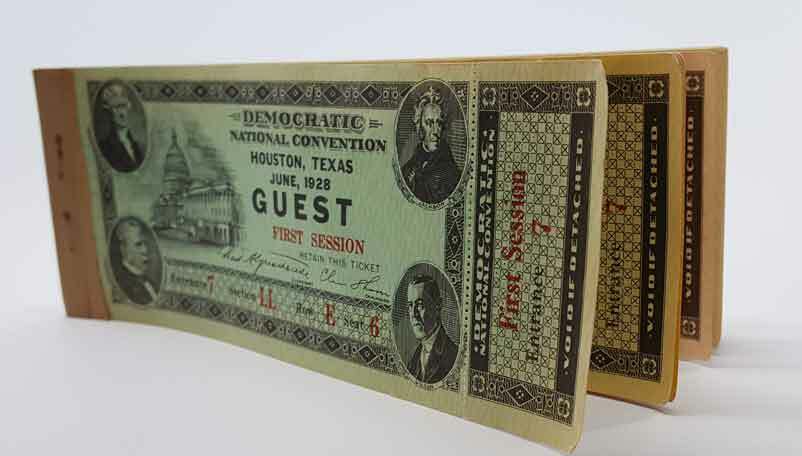 DEMOCRATIC
NATIONAL CONVENTION
HOUSTON, TEXAS
JUNE, 1928
GUEST
FIRST SESSION
RETAIN THIS TICKET
Entrance 7 Section LL Row E Seat 6
DEMOCRATIC
NATIONAL CONVENTION
First Session
Entrance 7
·VOID IF DETACHED·
Entrance 7
·VOID IF DETACHED·
·VOID IF DETACHED·